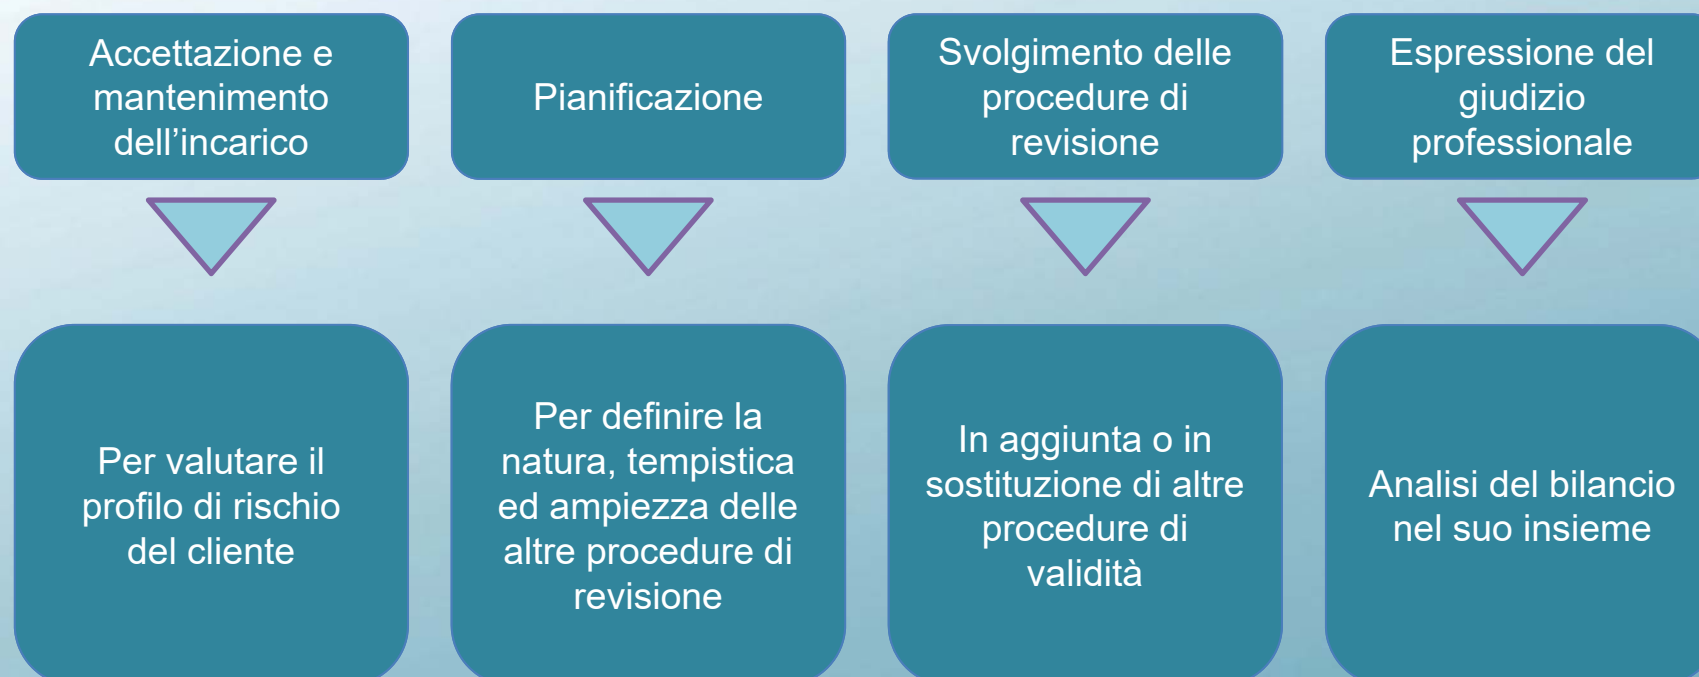 Accettazione e
mantenimento
dell’incarico
Pianificazione
Svolgimento delle
procedure di
revisione
Espressione del
giudizio
professionale
Per valutare il
profilo di rischio
del cliente
Per definire la
natura, tempistica
ed ampiezza delle
altre procedure di
revisione
In aggiunta o in
sostituzione di altre
procedure di
validità
Analisi del bilancio
nel suo insieme